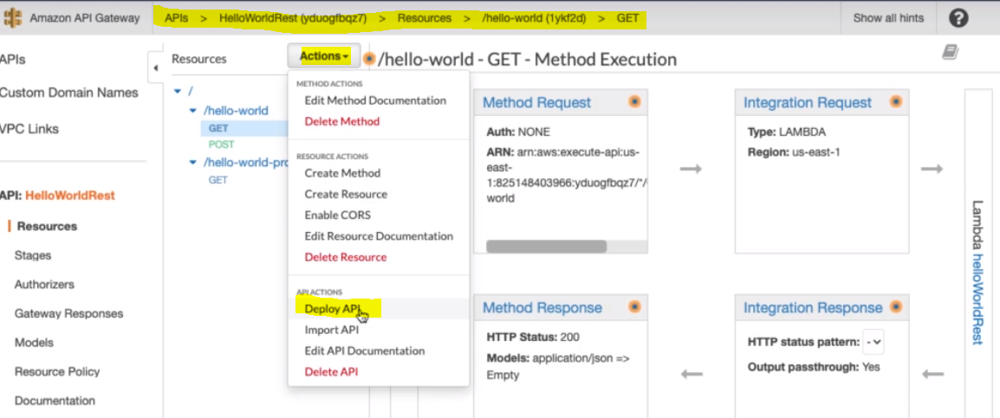 Amazon API Gateway
APIs > HelloWorldRest (yduogfbqz7) > Resources > /hello-world (1ykf2d) > GET
Show all hints
?
APIs
Custom Domain Names
VPC Links
API: HelloWorldRest
Resources
Stages
Authorizers
Gateway Responses
Models
Resource Policy
Documentation
Resources
Actions
/
/hello-world
GET
POST
/hello-world-pro
GET
METHOD ACTIONS
Edit Method Documentation
Delete Method
RESOURCE ACTIONS
Create Method
Create Resource
Enable CORS
Edit Resource Documentation
Delete Resource
API ACTIONS
Deploy API
Import API
Edit API Documentation
Delete API
/hello-world - GET - Method Execution
Method Request
Auth: NONE
ARN: arn:aws:execute-api:us-
east-
1:825148403966:yduogfbqz7/*/
world
Integration Request
Type: LAMBDA
Region: us-east-1
Method Response
HTTP Status: 200
Models: application/json =>
Empty
Integration Response
HTTP status pattern: -
Output passthrough: Yes
Lambda helloWorldRest